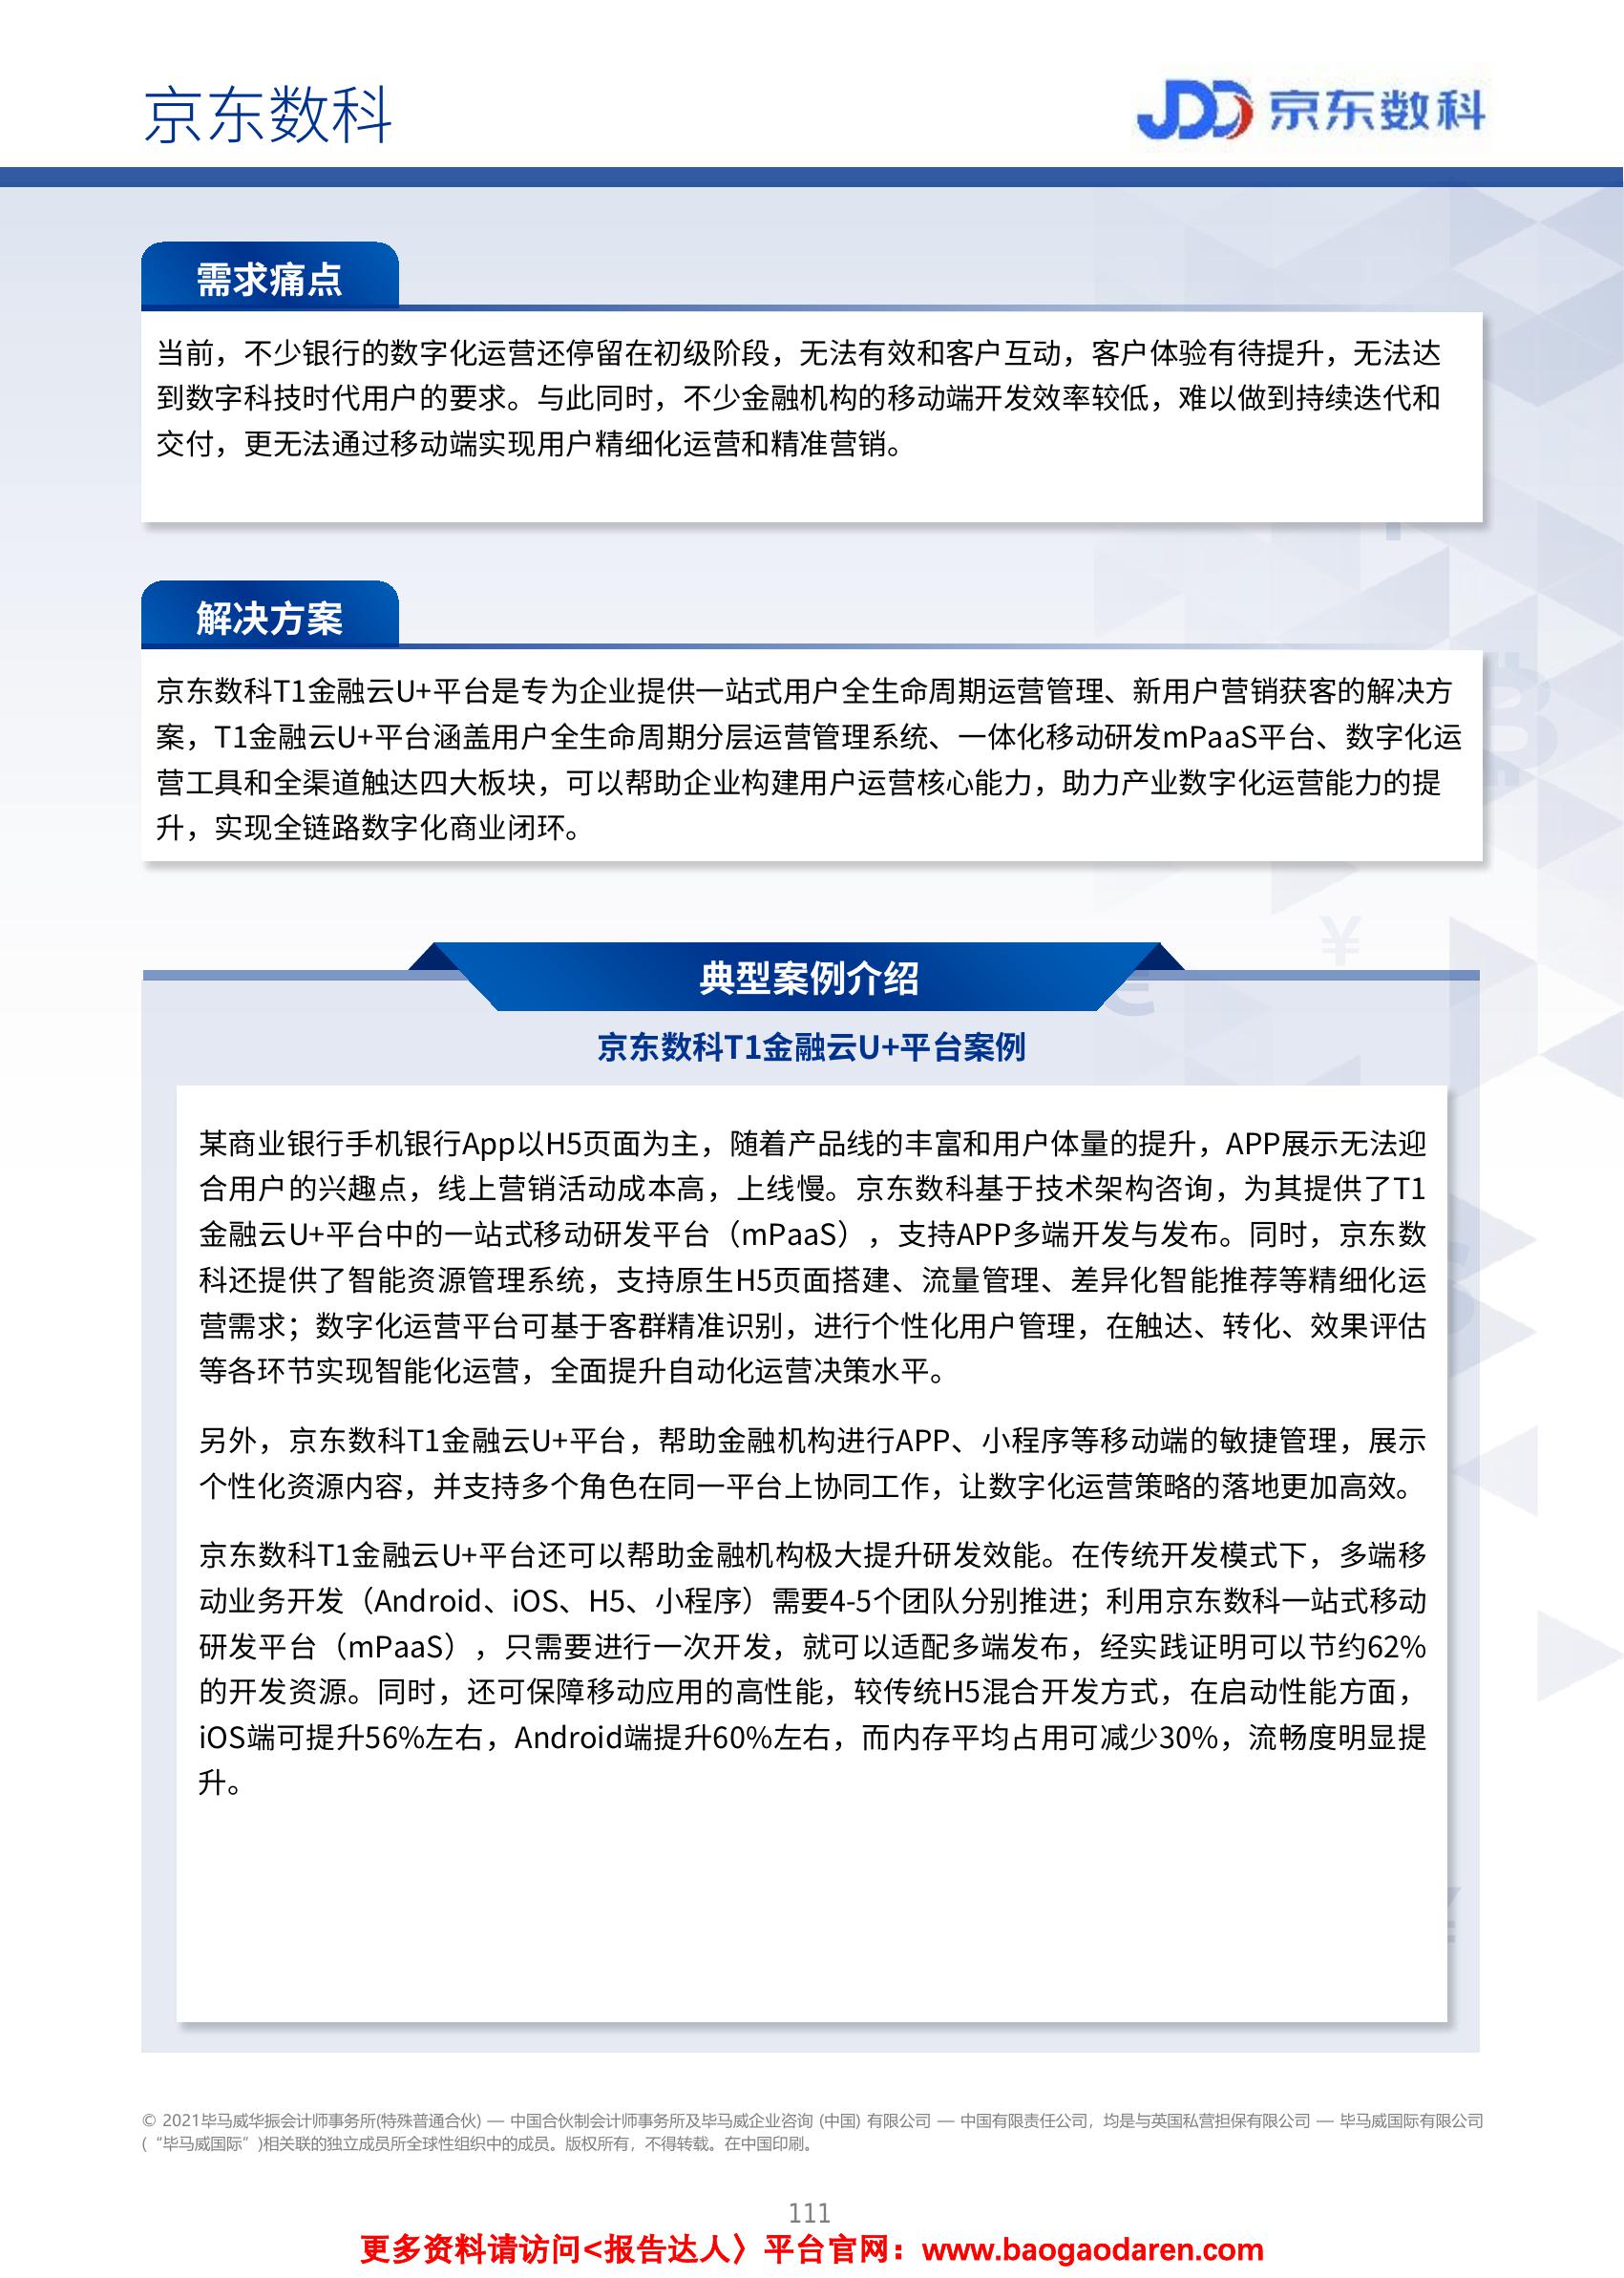 京东数科
JDD 京东数科
需求痛点
当前，不少银行的数字化运营还停留在初级阶段，无法有效和客户互动，客户体验有待提升，无法达
到数字科技时代用户的要求。与此同时，不少金融机构的移动端开发效率较低，难以做到持续迭代和
交付，更无法通过移动端实现用户精细化运营和精准营销。
解决方案
京东数科T1金融云U+平台是专为企业提供一站式用户全生命周期运营管理、新用户营销获客的解决方
案，T1金融云U+平台涵盖用户全生命周期分层运营管理系统、一体化移动研发mPaaS平台、数字化运
营工具和全渠道触达四大板块，可以帮助企业构建用户运营核心能力，助力产业数字化运营能力的提
升，实现全链路数字化商业闭环。
典型案例介绍
京东数科T1金融云U+平台案例
某商业银行手机银行App以H5页面为主，随着产品线的丰富和用户体量的提升，APP展示无法迎
合用户的兴趣点，线上营销活动成本高，上线慢。京东数科基于技术架构咨询，为其提供了T1
金融云U+平台中的一站式移动研发平台（mPaaS），支持APP多端开发与发布。同时，京东数
科还提供了智能资源管理系统，支持原生H5页面搭建、流量管理、差异化智能推荐等精细化运
营需求；数字化运营平台可基于客群精准识别，进行个性化用户管理，在触达、转化、效果评估
等各环节实现智能化运营，全面提升自动化运营决策水平。
另外，京东数科T1金融云U+平台，帮助金融机构进行APP、小程序等移动端的敏捷管理，展示
个性化资源内容，并支持多个角色在同一平台上协同工作，让数字化运营策略的落地更加高效。
京东数科T1金融云U+平台还可以帮助金融机构极大提升研发效能。在传统开发模式下，多端移
动业务开发（Android、iOS、H5、小程序）需要4-5个团队分别推进；利用京东数科一站式移动
研发平台（mPaaS），只需要进行一次开发，就可以适配多端发布，经实践证明可以节约62%
的开发资源。同时，还可保障移动应用的高性能，较传统H5混合开发方式，在启动性能方面，
iOS端可提升56%左右，Android端提升60%左右，而内存平均占用可减少30%，流畅度明显提
升。
© 2021毕马威华振会计师事务所(特殊普通合伙) — 中国合伙制会计师事务所及毕马威企业咨询 (中国) 有限公司 — 中国有限责任公司，均是与英国私营担保有限公司 — 毕马威国际有限公司
(“毕马威国际”)相关联的独立成员所全球性组织中的成员。版权所有，不得转载。在中国印刷。
111
更多资料请访问<报告达人〉平台官网：www.baogaodaren.com